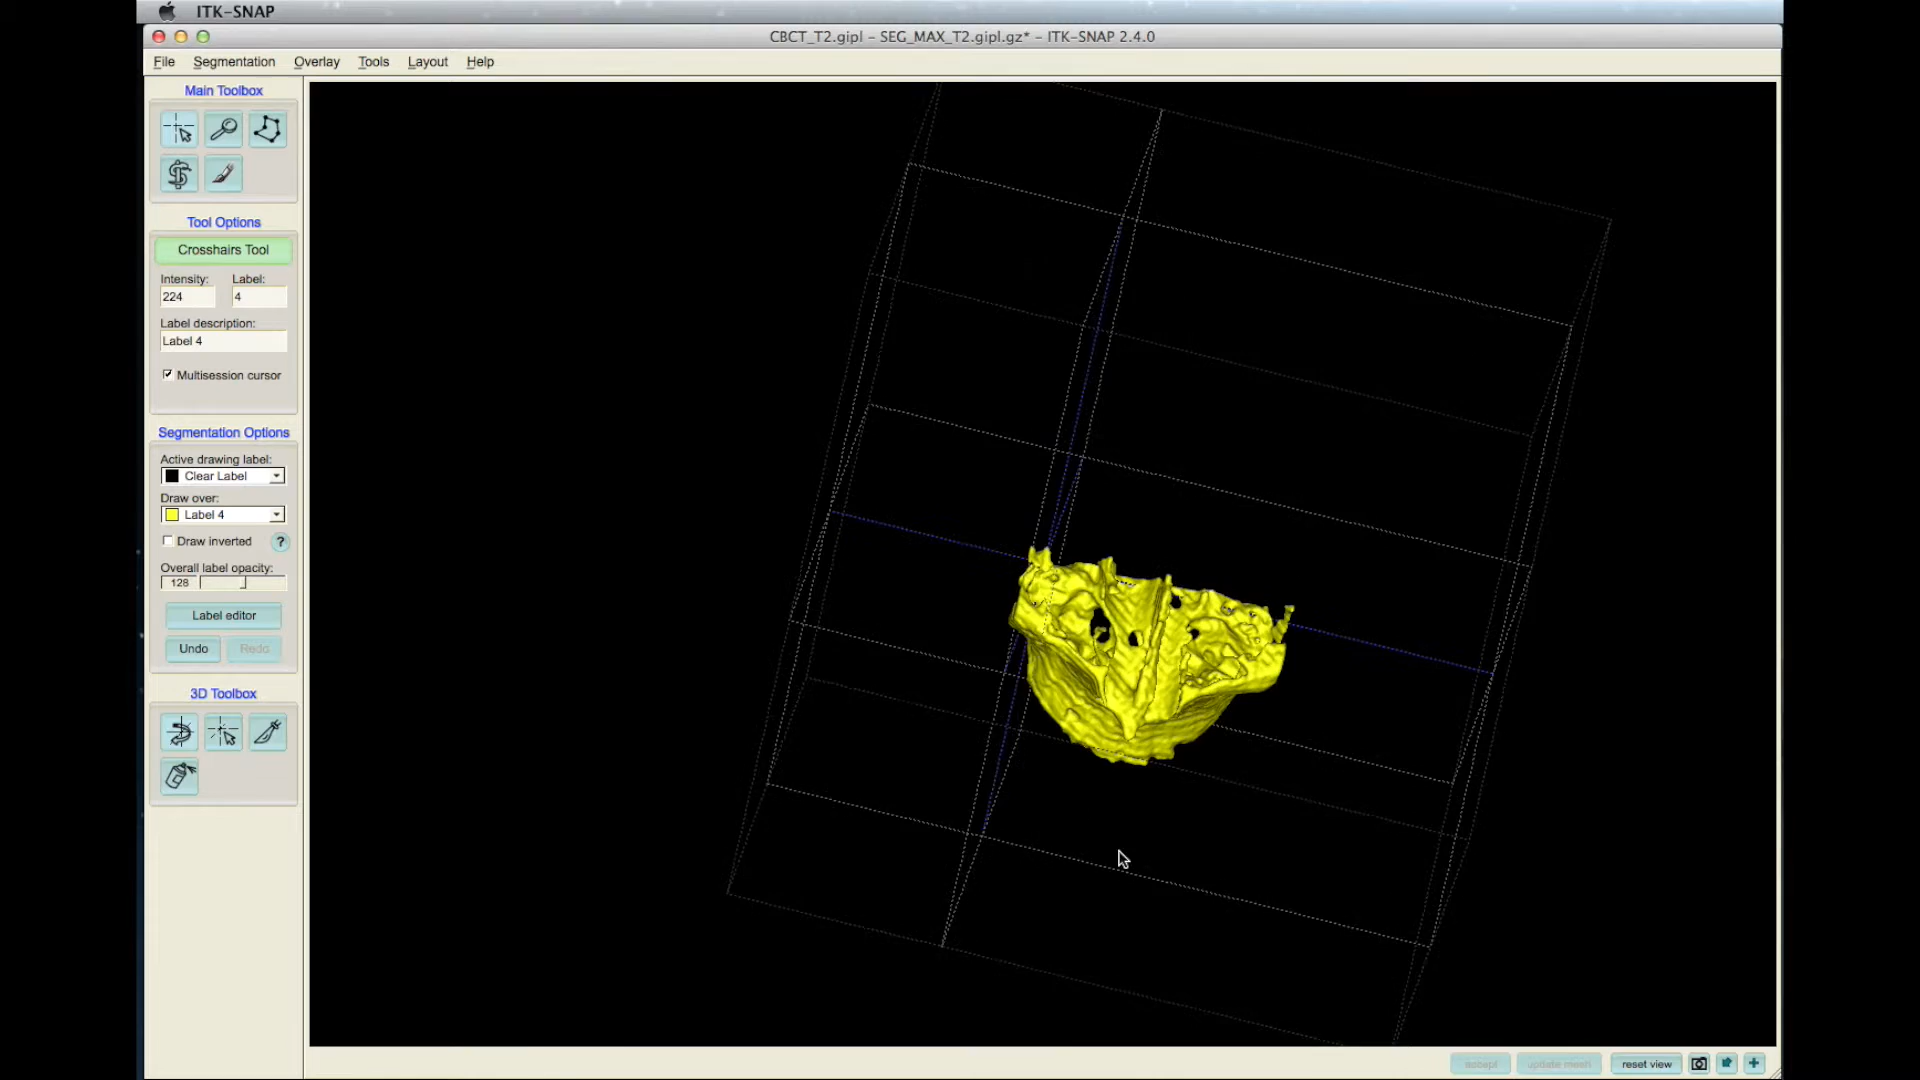 ITK-SNAP
CBCT_T2.gipl - SEG_MAX_T2.gipl.gz* - ITK-SNAP 2.4.0
File Segmentation Overlay Tools Layout Help
Main Toolbox
Tool Options
Crosshairs Tool
Intensity: Label:
224 4
Label description:
Label 4
Multisession cursor
Segmentation Options
Active drawing label:
Clear Label
Draw over:
Label 4
Draw inverted ?
Overall label opacity:
128
Label editor
Undo Redo
3D Toolbox
accept update mesh reset view